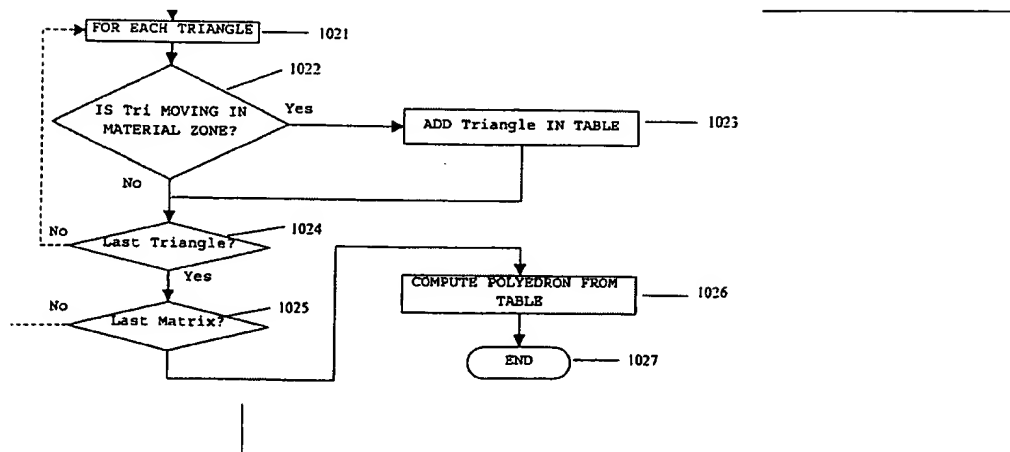 FOR EACH TRIANGLE
1021
1022
IS Tri MOVING IN
MATERIAL ZONE?
Yes
ADD Triangle IN TABLE
1023
No
1024
No
Last Triangle?
Yes
COMPUTE POLYEDRON FROM
TABLE
1026
No
1025
Last Matrix?
END
1027